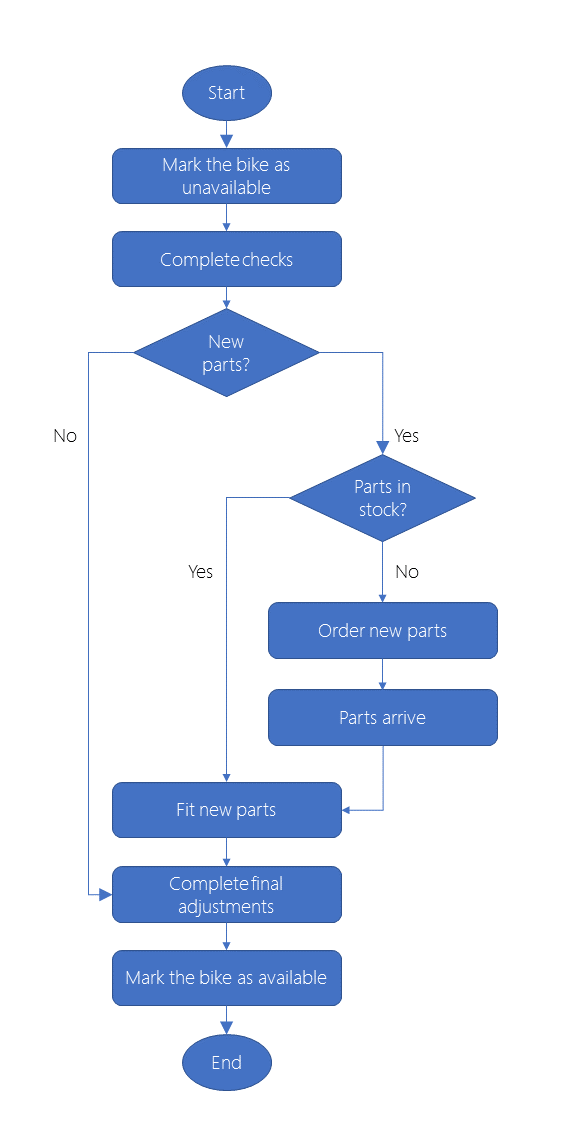 Start
Mark the bike as
unavailable
Complete checks
New
parts?
No
Yes
Parts in
stock?
Yes
No
Order new parts
Parts arrive
Fit new parts
Complete final
adjustments
Mark the bike as available
End